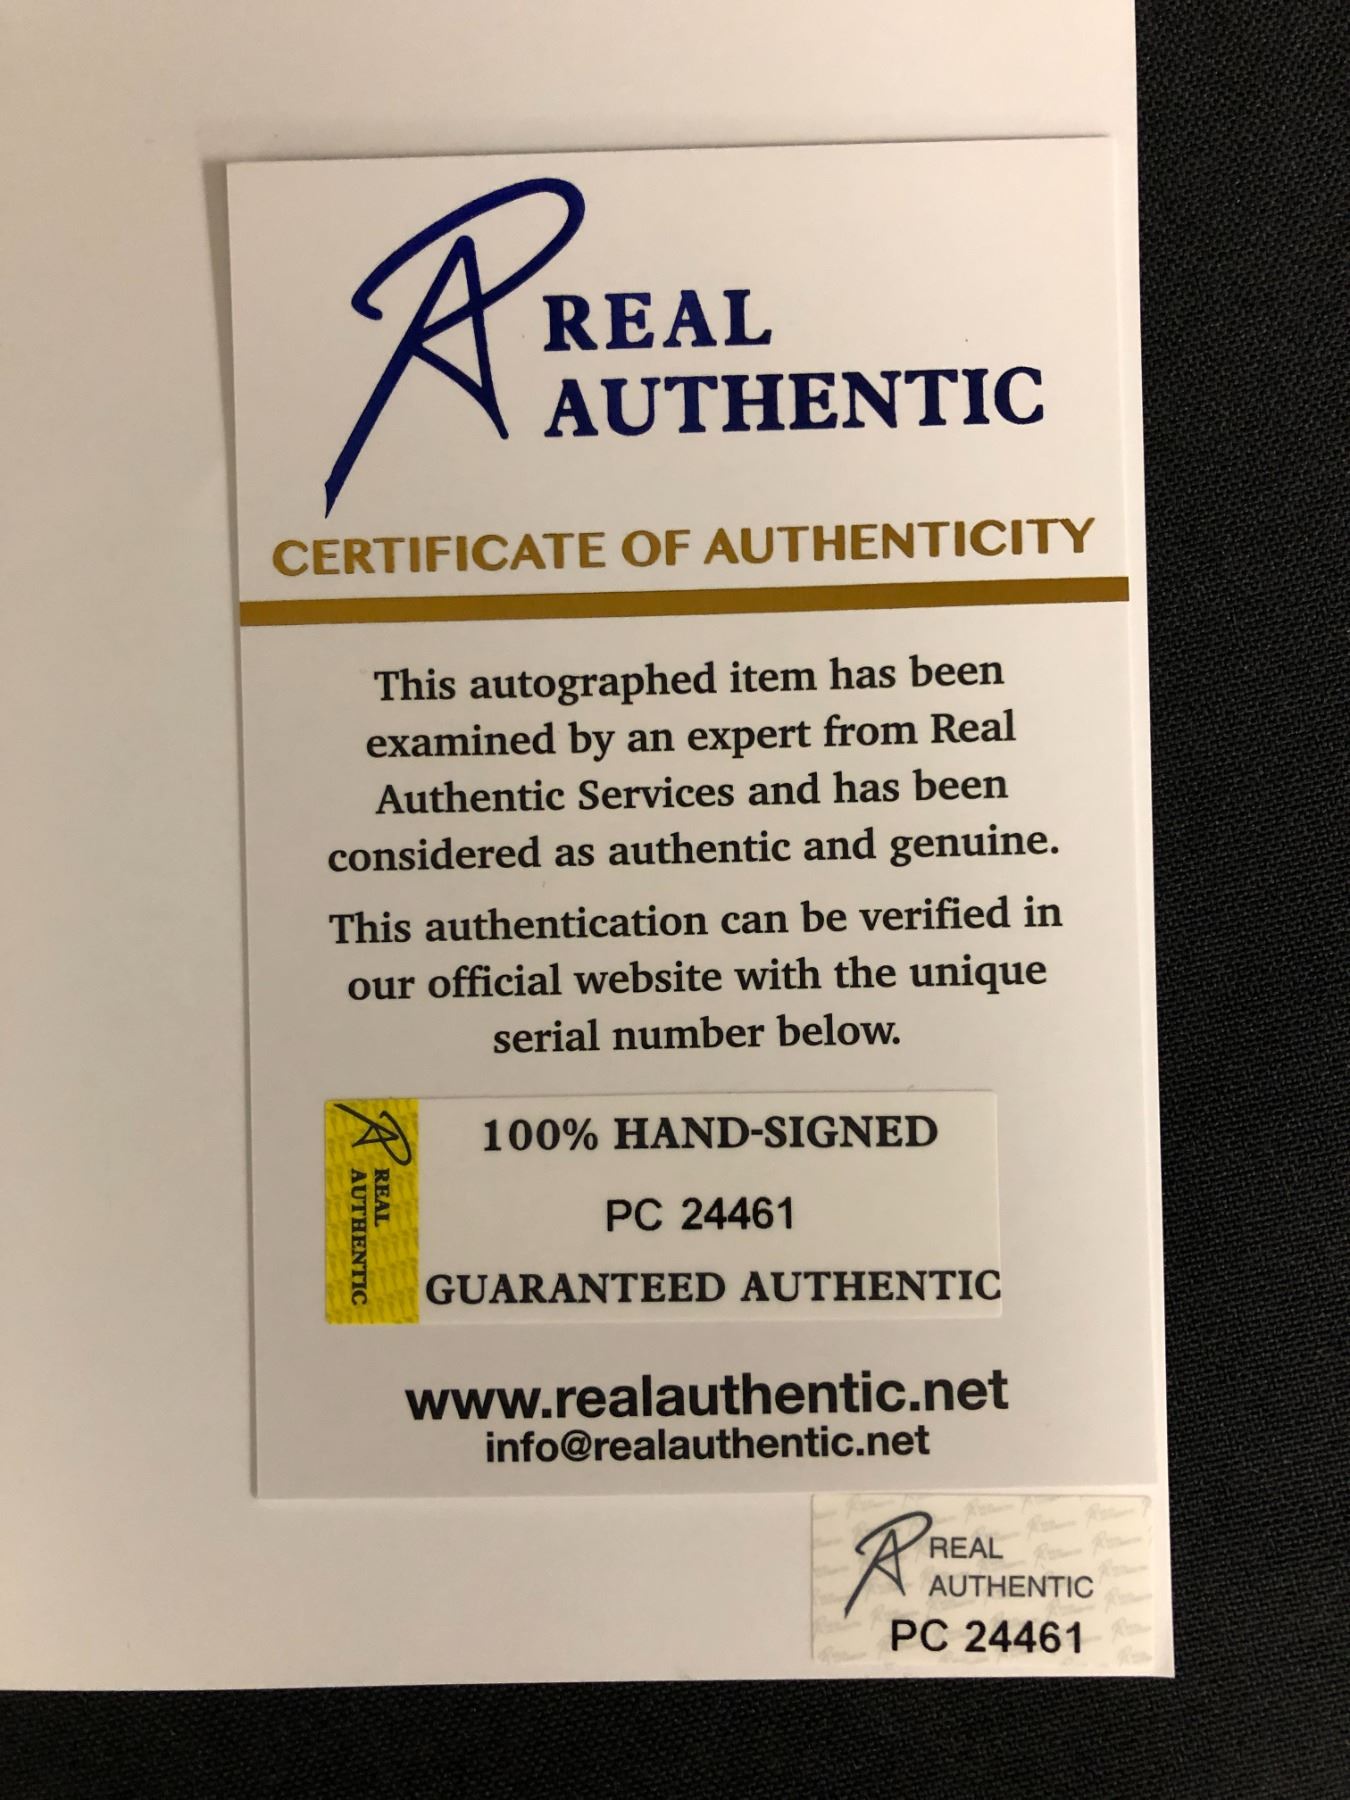 REAL
AUTHENTIC
CERTIFICATE OF AUTHENTICITY
This autographed item has been
examined by an expert from Real
Authentic Services and has been
considered as authentic and genuine.
This authentication can be verified in
our official website with the unique
serial number below.
REAL
AUTHENTIC
100% HAND-SIGNED
PC 24461
GUARANTEED AUTHENTIC
www.realauthentic.net
info@realauthentic.net
REAL
AUTHENTIC
PC 24461